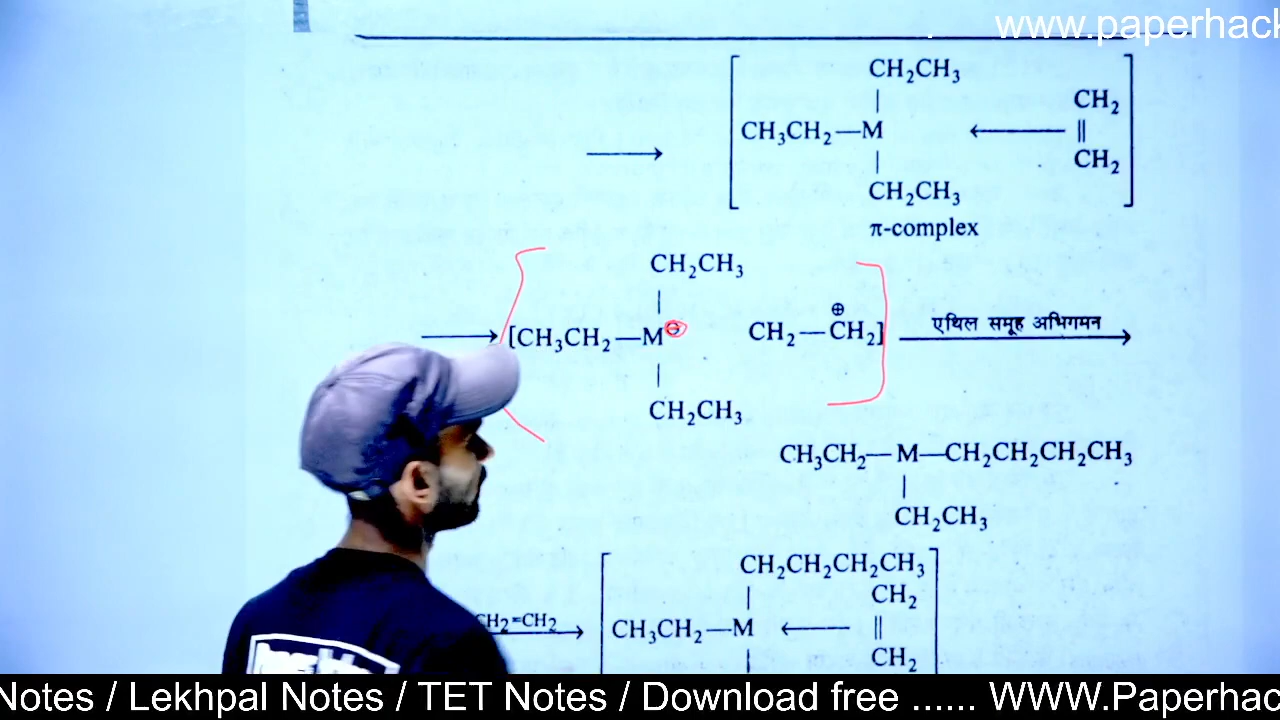 www.paperhack
CH₂CH₃
CH₂
CH₃CH₂—M
CH₂
CH₂CH₃
π-complex
CH₂CH₃
[CH₃CH₂—M⊖ CH₂—C⊕H₂] एथिल समूह अभिगमन
CH₂CH₃
CH₃CH₂—M—CH₂CH₂CH₂CH₃
CH₂CH₃
CH₂CH₂CH₂CH₃
CH₂
CH₂=CH₂
CH₃CH₂—M
CH₂
Notes / Lekhpal Notes / TET Notes / Download free ...... WWW.Paperhac